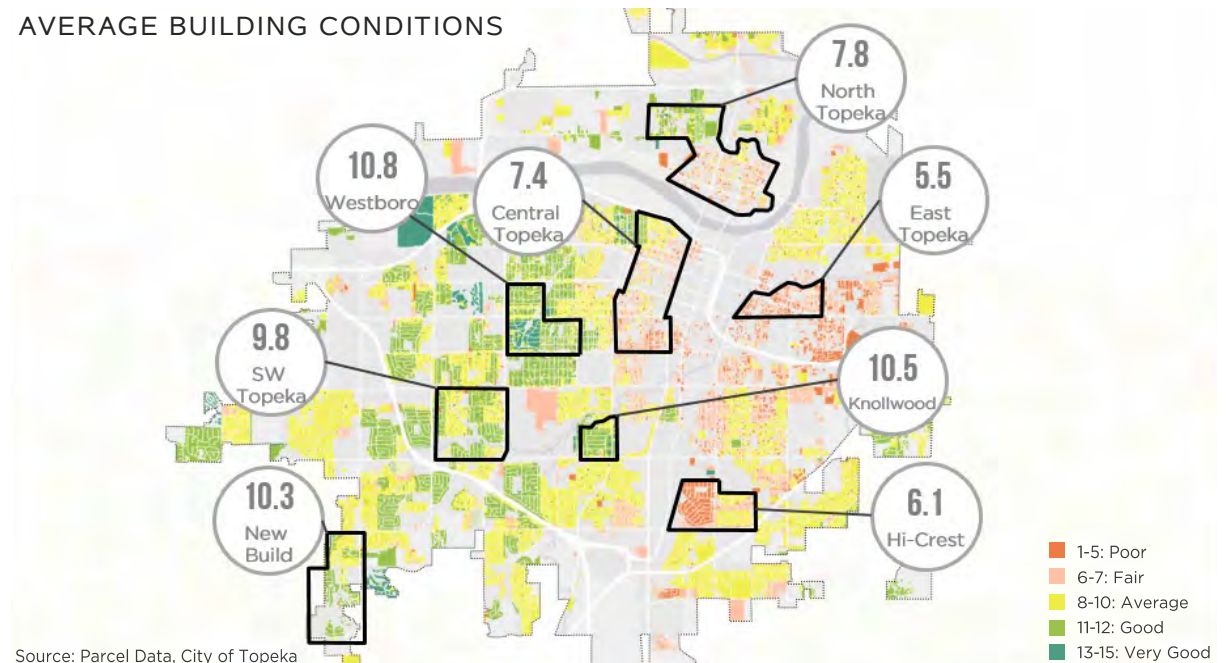 AVERAGE BUILDING CONDITIONS
7.8
North
Topeka
10.8
Westboro
7.4
Central
Topeka
5.5
East
Topeka
9.8
SW
Topeka
10.5
Knollwood
10.3
New
Build
6.1
Hi-Crest
1-5: Poor
6-7: Fair
8-10: Average
11-12: Good
13-15: Very Good
Source: Parcel Data, City of Topeka